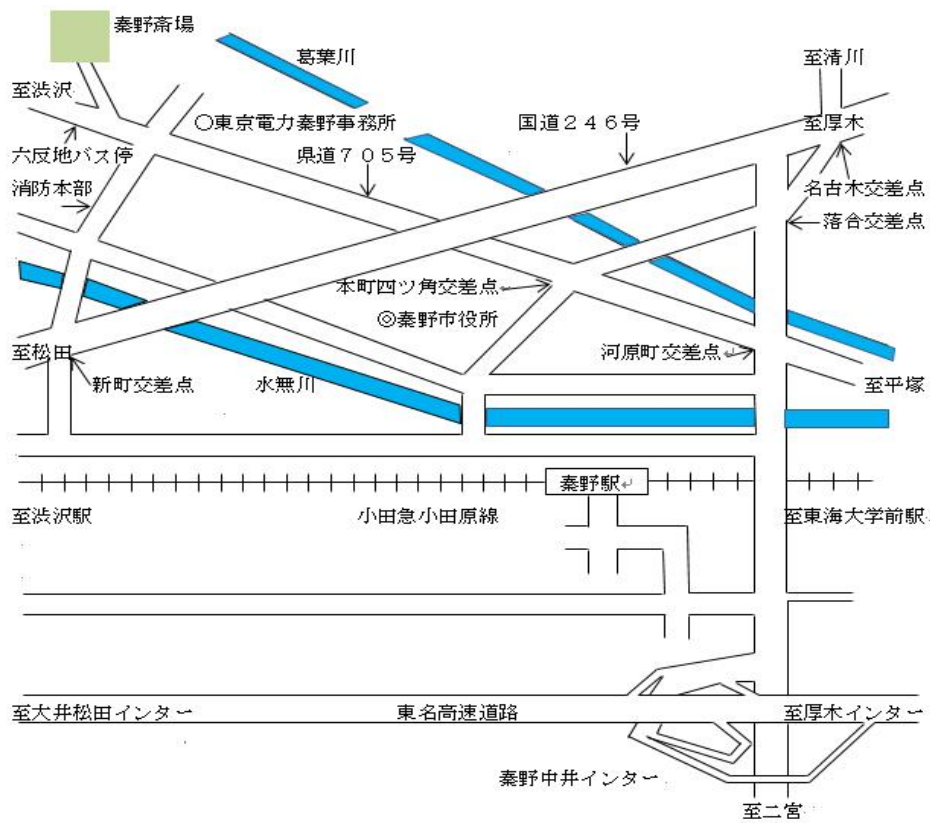 秦野斎場
葛葉川
至清川
至渋沢
○東京電力秦野事務所
国道２４６号
至厚木
六反地バス停
県道７０５号
消防本部
名古木交差点
落合交差点
本町四ツ角交差点
◎秦野市役所
至松田
河原町交差点
新町交差点
水無川
至平塚
秦野駅
至渋沢駅
小田急小田原線
至東海大学前駅
至大井松田インター
東名高速道路
至厚木インター
秦野中井インター
至二宮